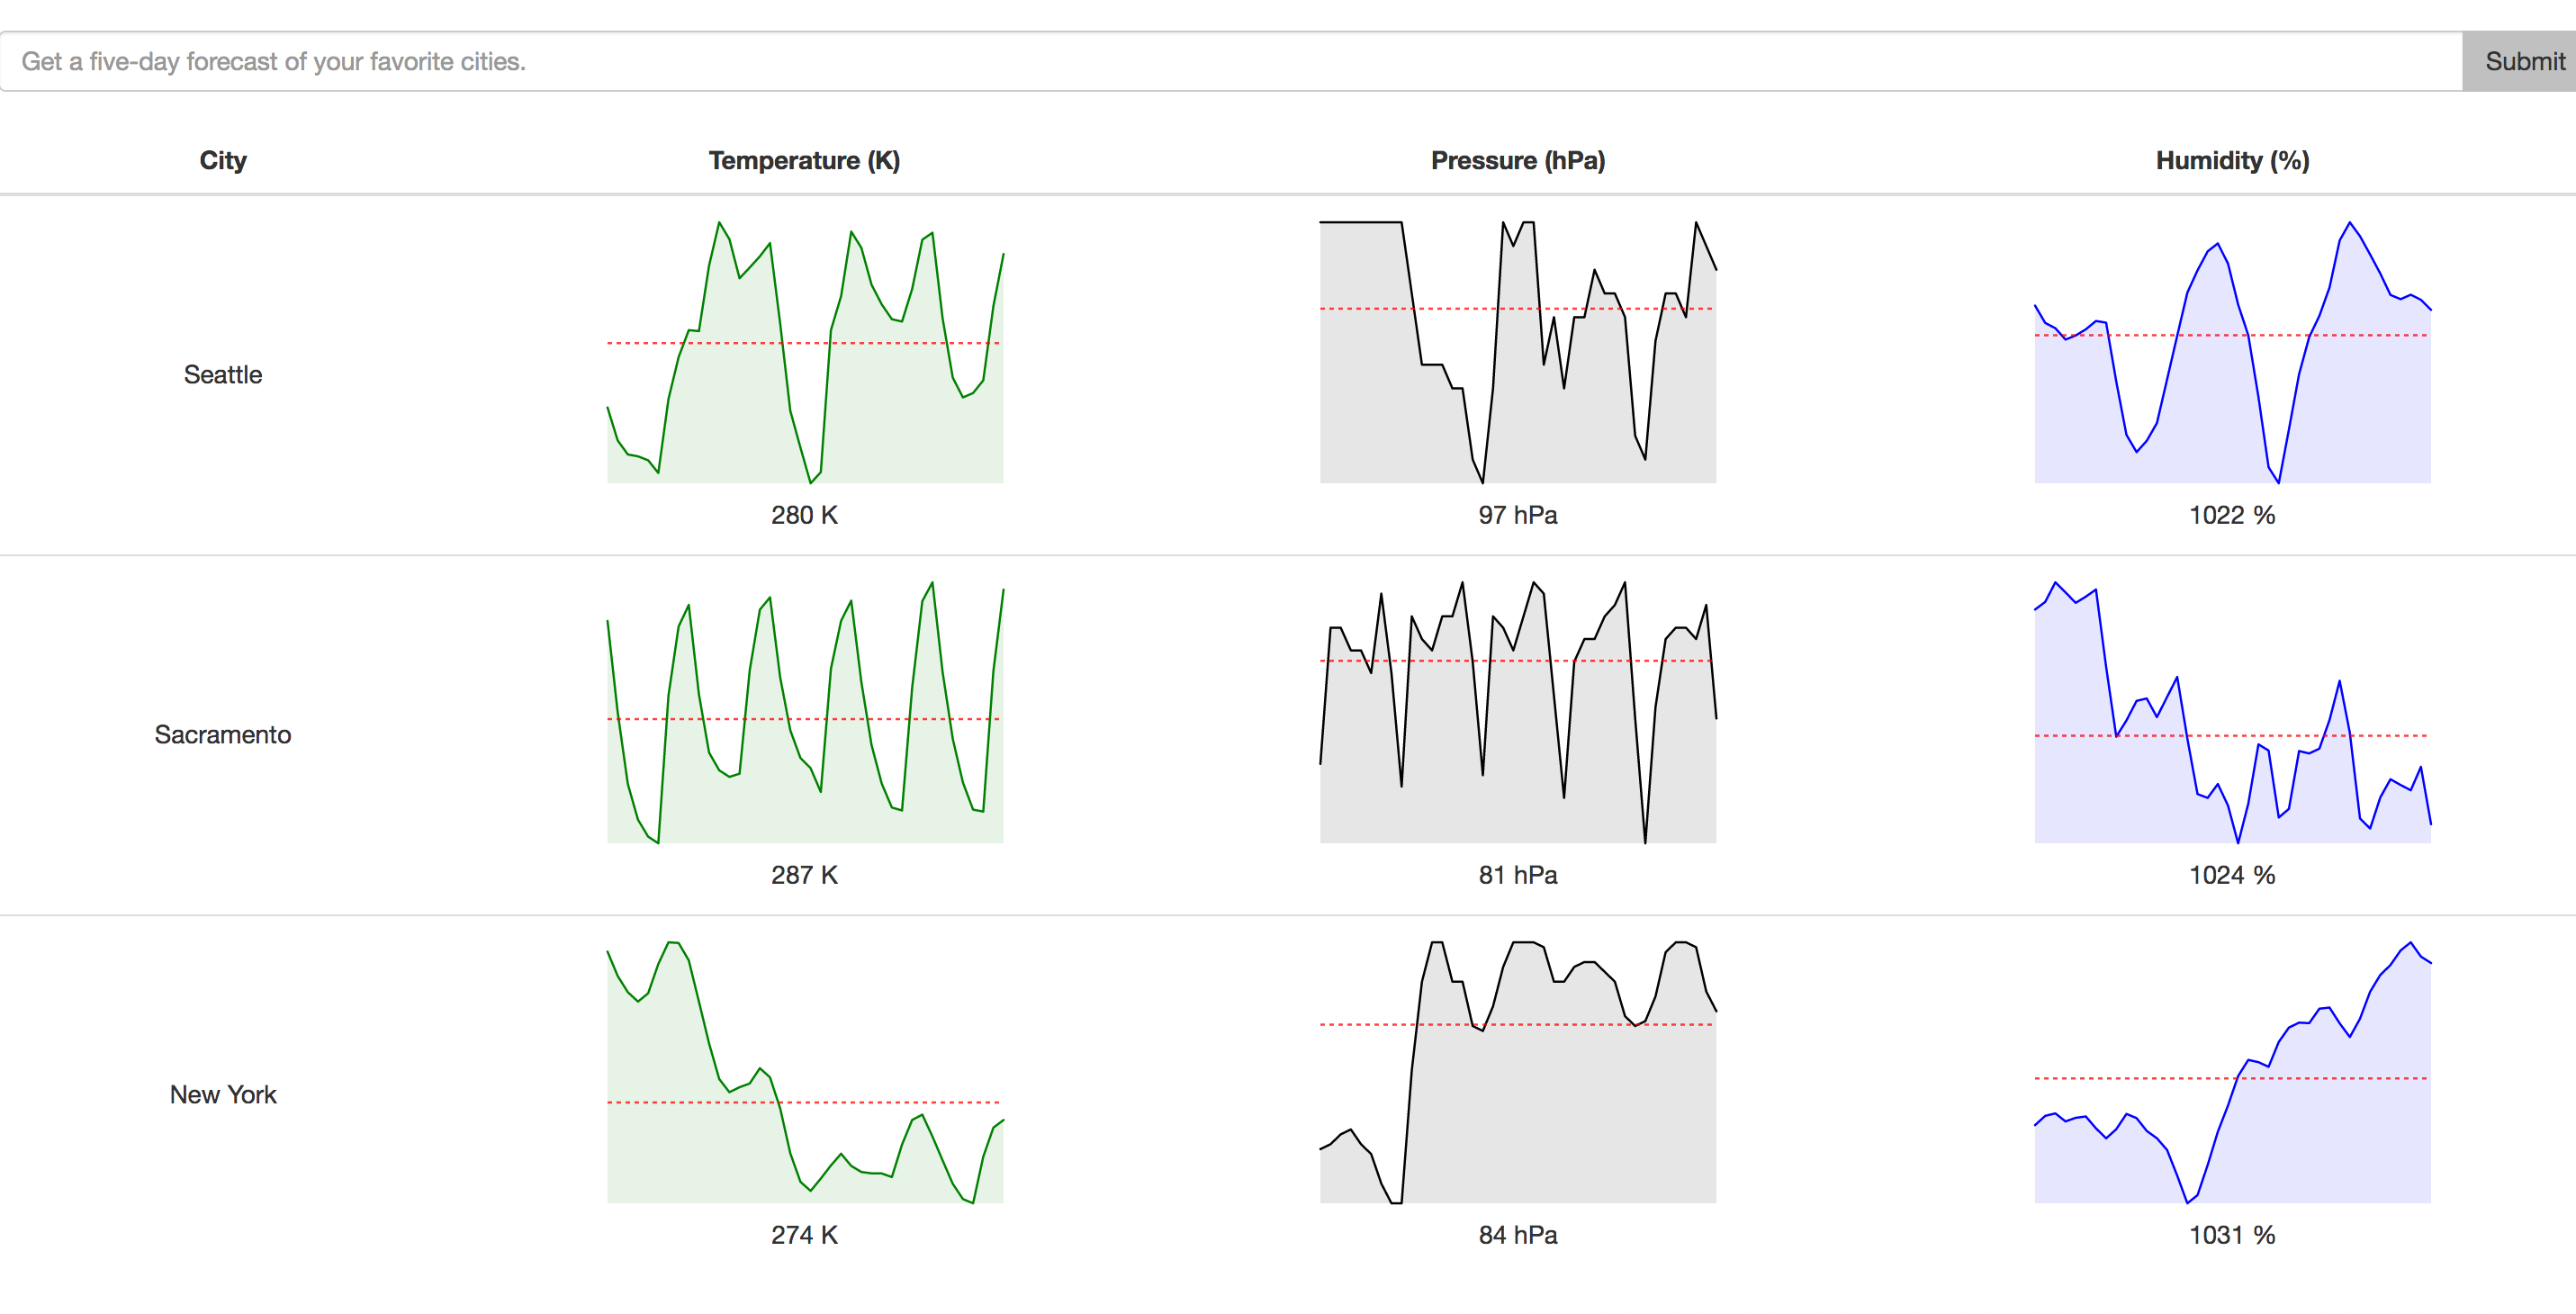 Get a five-day forecast of your favorite cities. Submit
City Temperature (K) Pressure (hPa) Humidity (%)
Seattle
280 K 97 hPa 1022 %
Sacramento
287 K 81 hPa 1024 %
New York
274 K 84 hPa 1031 %